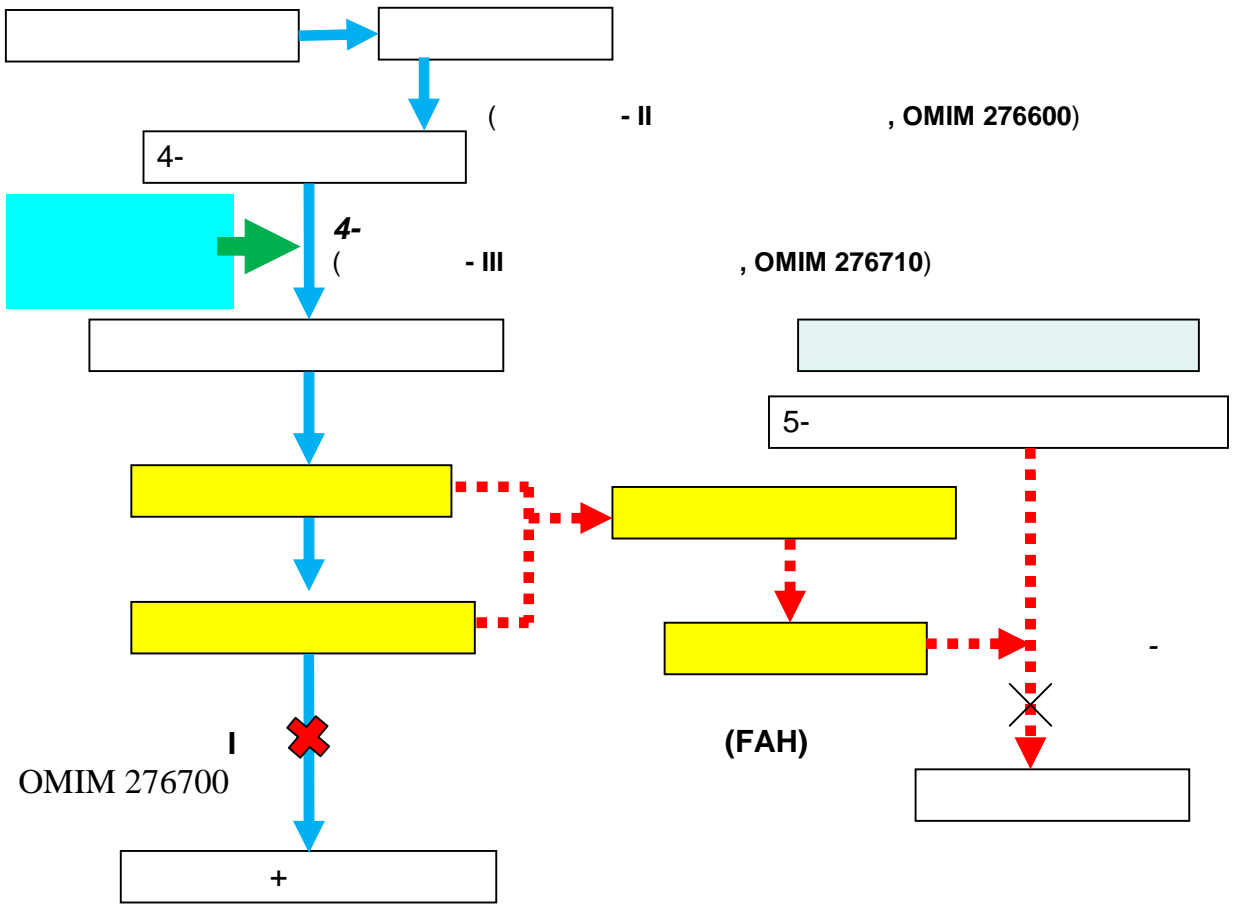 ( - II , OMIM 276600)
4-
4-
( - III , OMIM 276710)
5-
-
I (FAH)
OMIM 276700
+